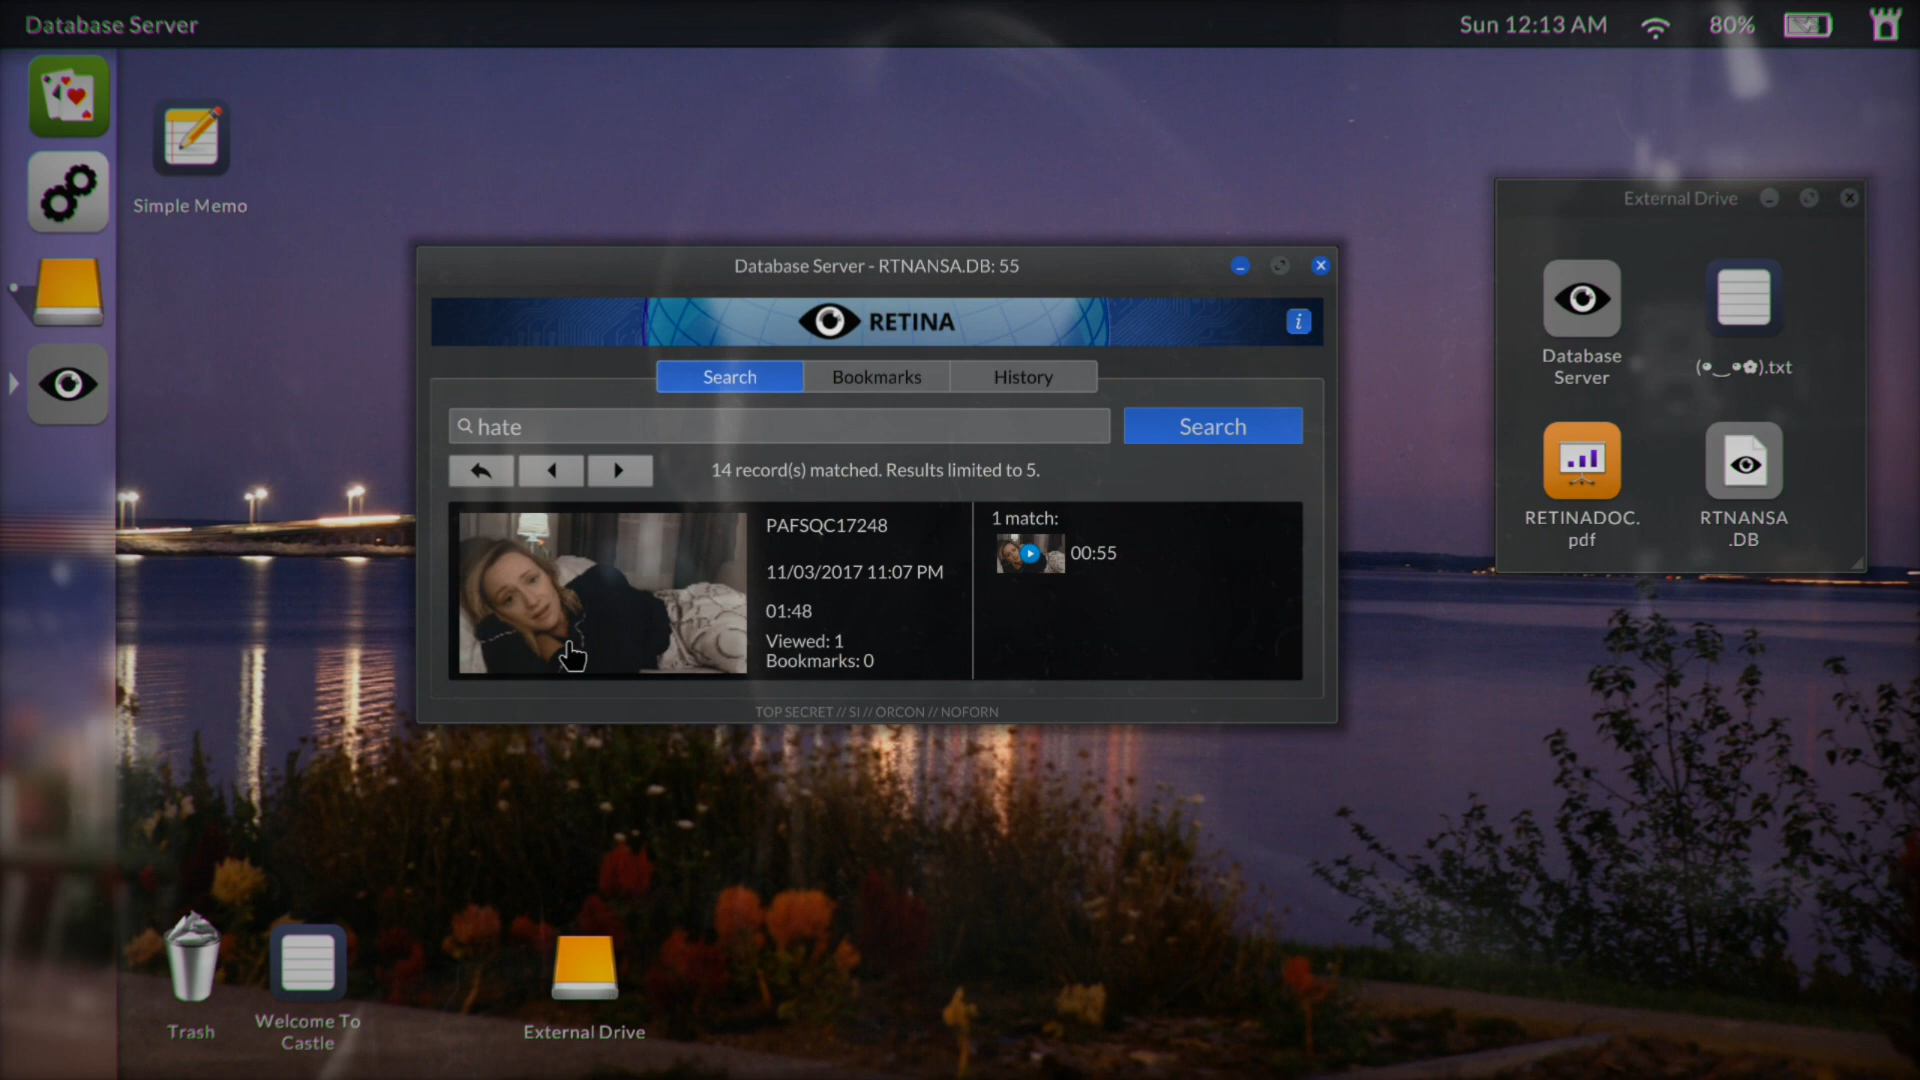 Database Server
Sun 12:13 AM
80%
Simple Memo
External Drive
Database
Server
(•‿•✿).txt
RETINADOC.
pdf
RTNANSA
.DB
Database Server - RTNANSA.DB: 55
RETINA
i
Search
Bookmarks
History
hate
Search
14 record(s) matched. Results limited to 5.
PAFSQC17248
11/03/2017 11:07 PM
01:48
Viewed: 1
Bookmarks: 0
1 match:
00:55
TOP SECRET // SI // ORCON // NOFORN
Trash
Welcome To
Castle
External Drive